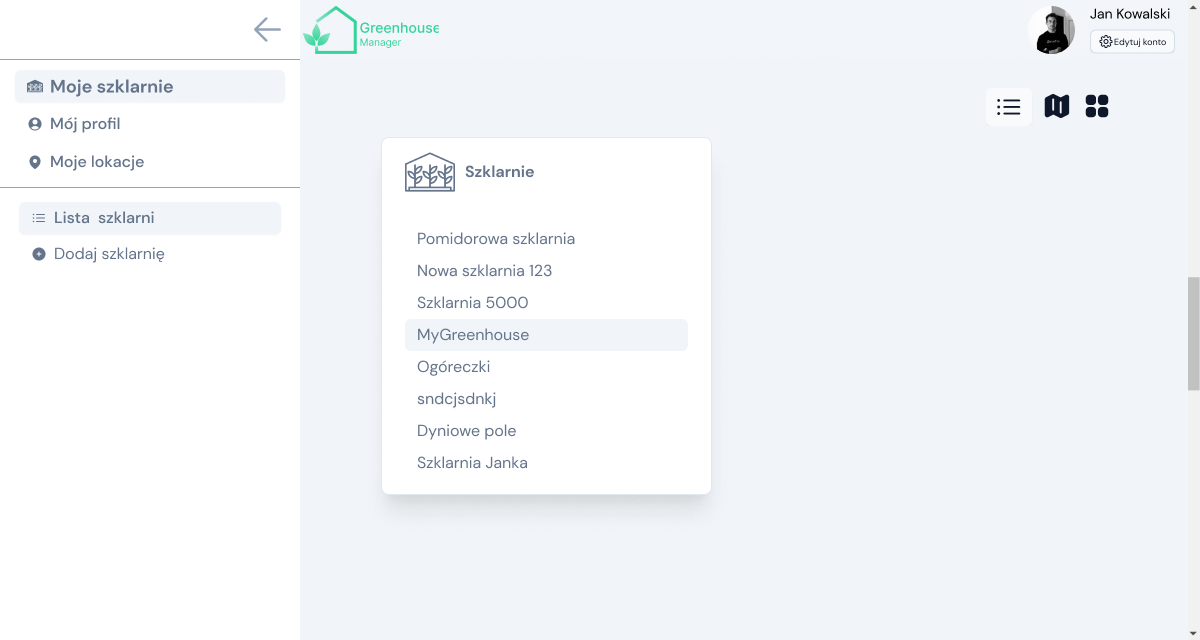 Greenhouse
Manager
Jan Kowalski
Edytuj konto
Moje szklarnie
Mój profil
Moje lokacje
Lista szklarni
Dodaj szklarnię
Szklarnie
Pomidorowa szklarnia
Nowa szklarnia 123
Szklarnia 5000
MyGreenhouse
Ogóreczki
sndcjsdnkj
Dyniowe pole
Szklarnia Janka